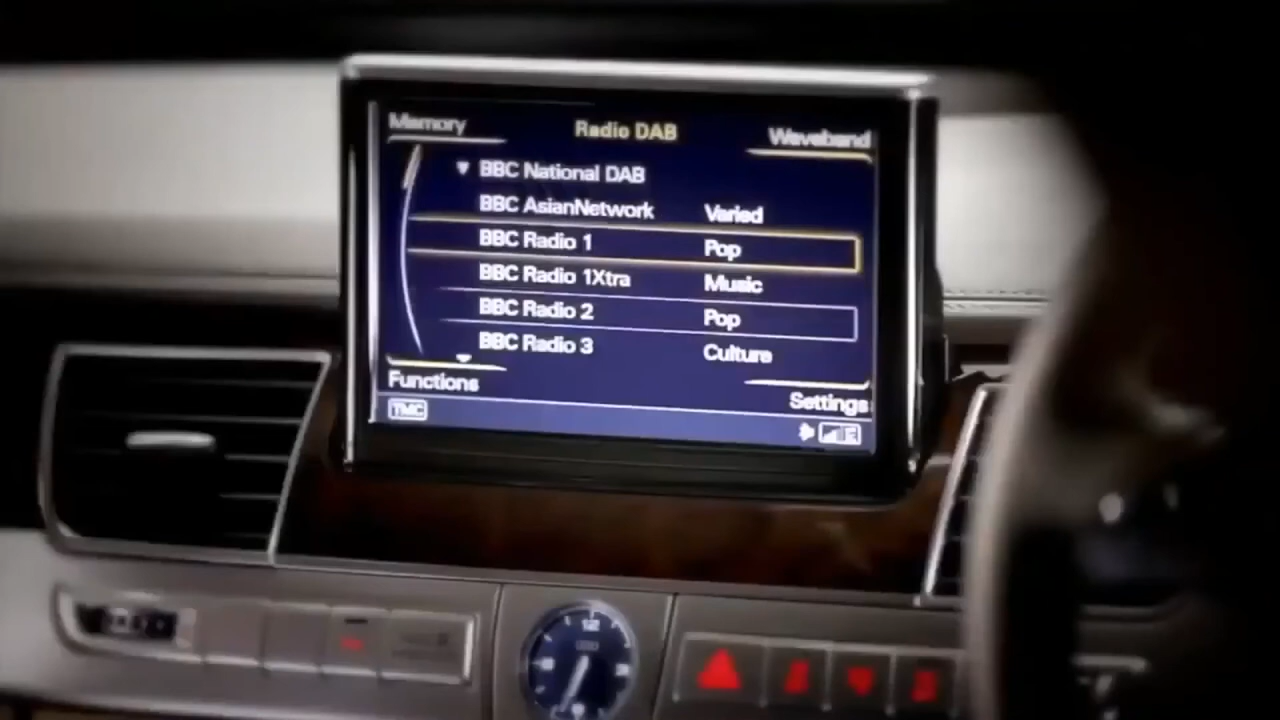 Memory Radio DAB Waveband
BBC National DAB
BBC AsianNetwork Varied
BBC Radio 1 Pop
BBC Radio 1Xtra Music
BBC Radio 2 Pop
BBC Radio 3 Culture
Functions Settings
TMC
12